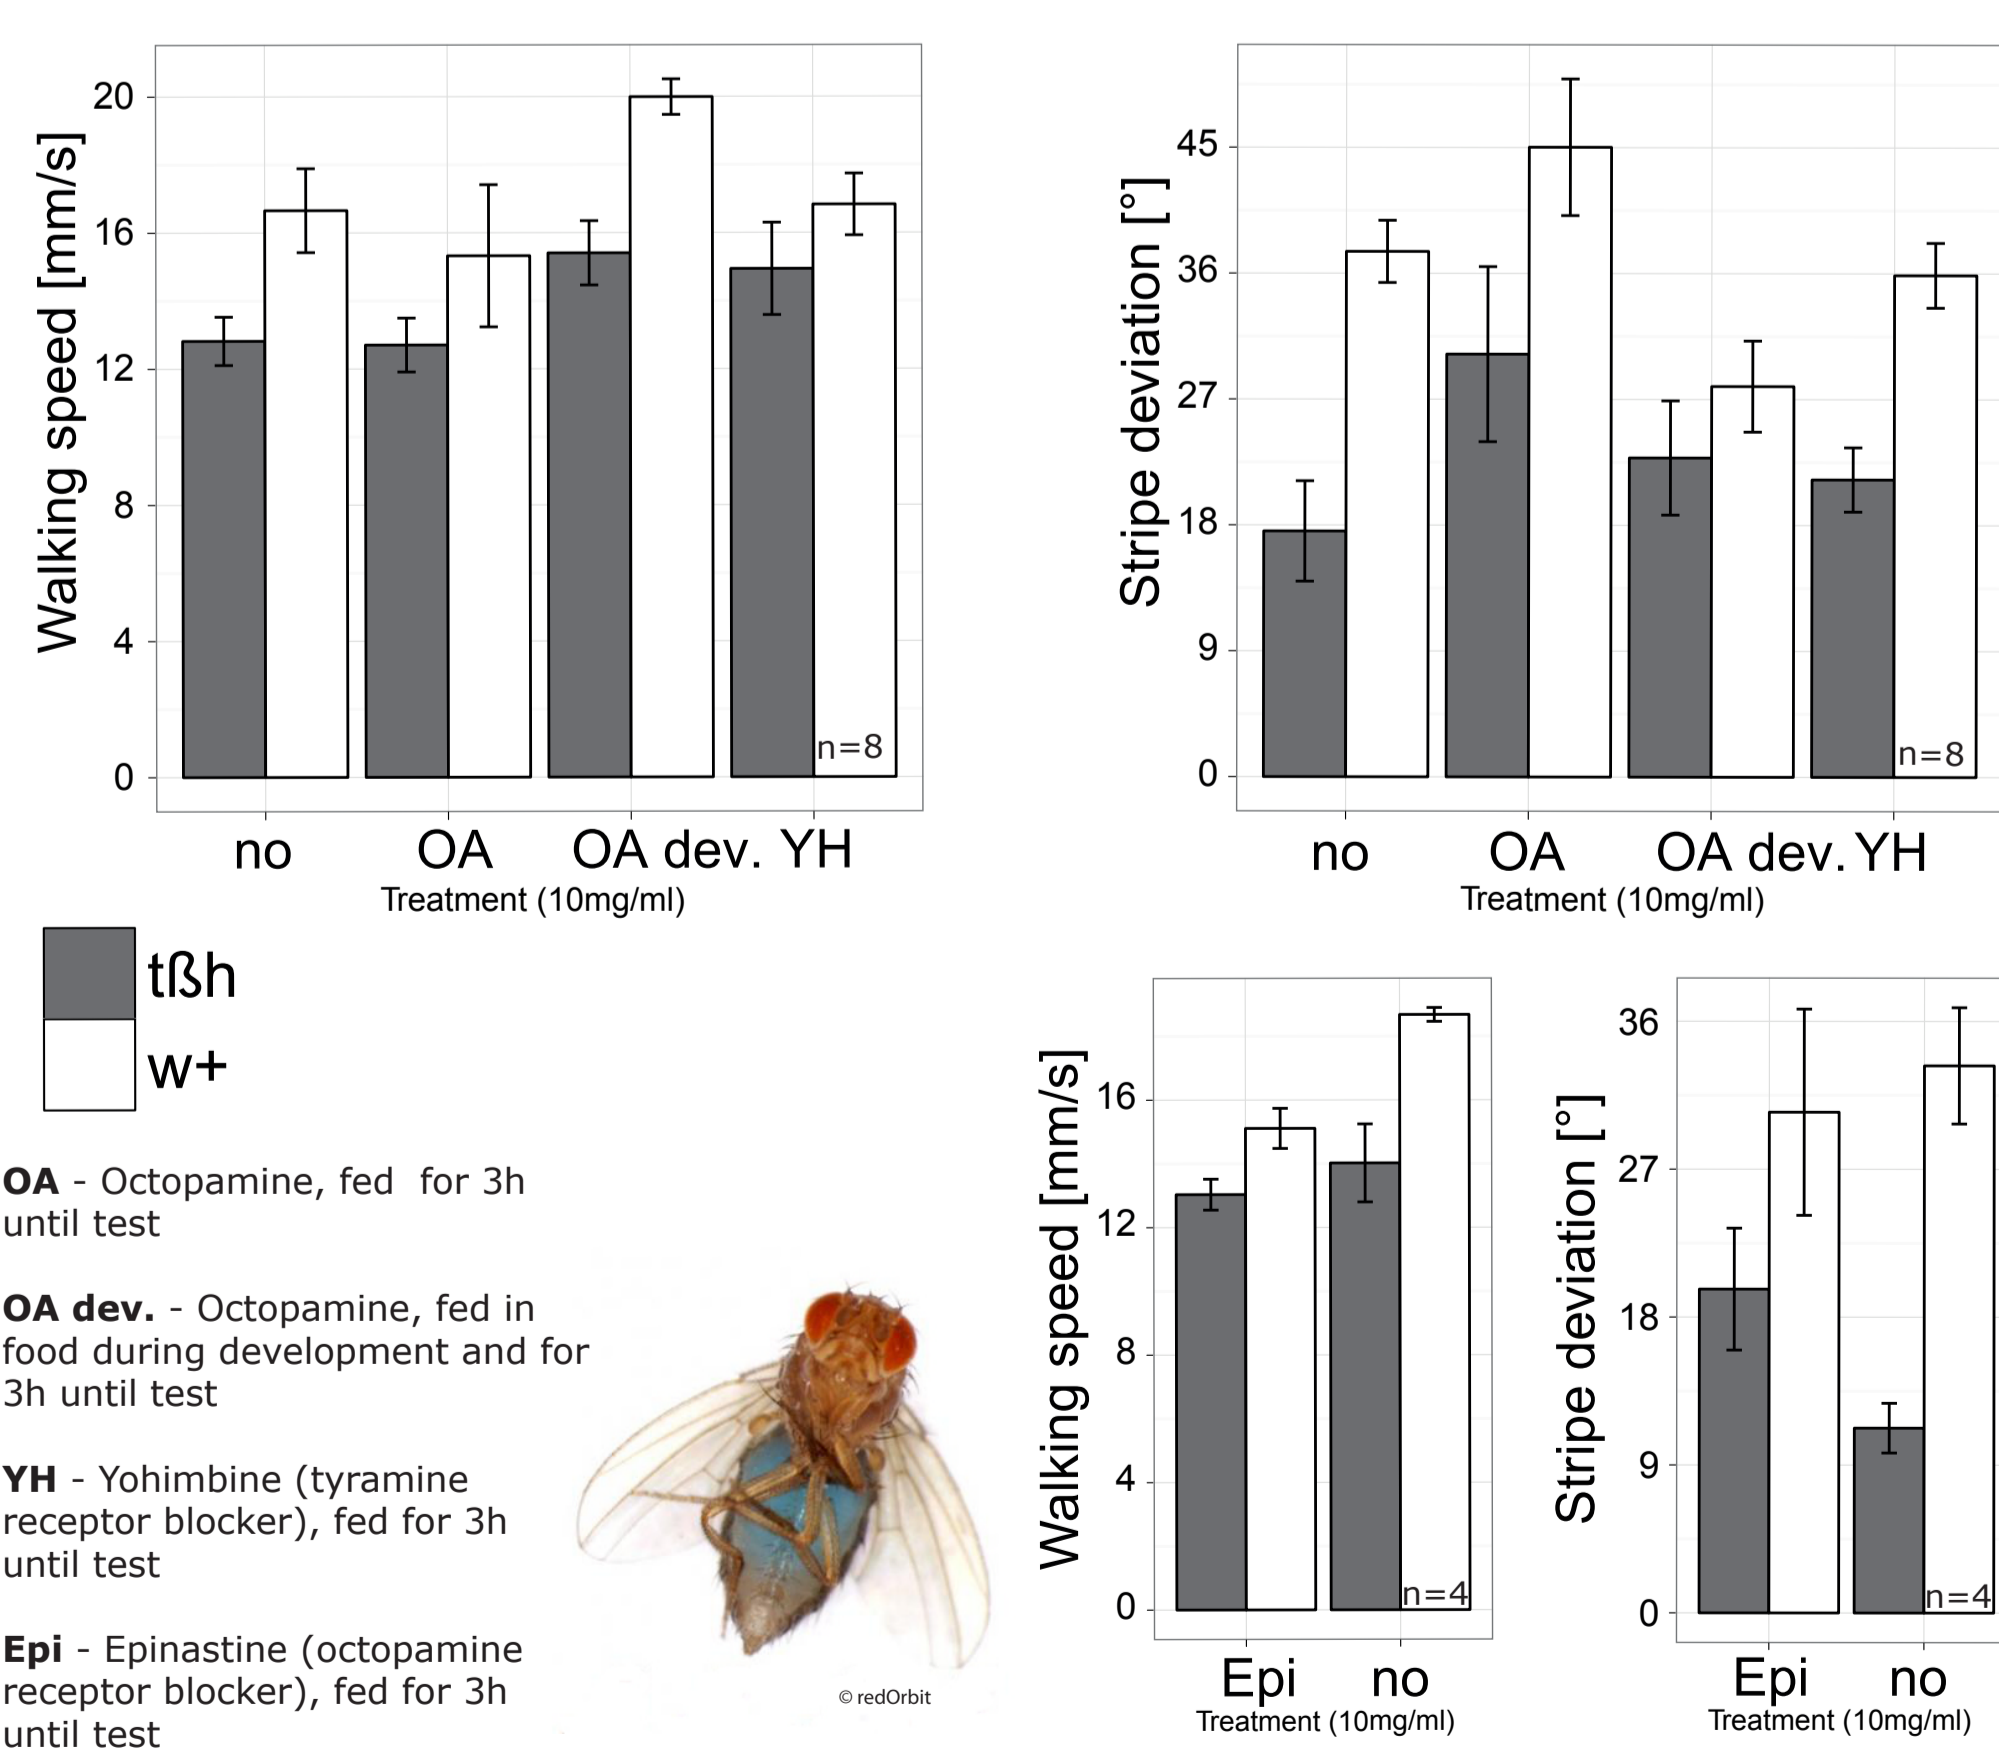 Walking speed [mm/s]
20
16
12
8
4
0
n=8
no OA OA dev. YH
Treatment (10mg/ml)
Stripe deviation [°]
45
36
27
18
9
0
n=8
no OA OA dev. YH
Treatment (10mg/ml)
tßh
w+
OA - Octopamine, fed for 3h
until test
OA dev. - Octopamine, fed in
food during development and for
3h until test
YH - Yohimbine (tyramine
receptor blocker), fed for 3h
until test
Epi - Epinastine (octopamine
receptor blocker), fed for 3h
until test
© redOrbit
Walking speed [mm/s]
16
12
8
4
0
n=4
Epi no
Treatment (10mg/ml)
Stripe deviation [°]
36
27
18
9
0
n=4
Epi no
Treatment (10mg/ml)